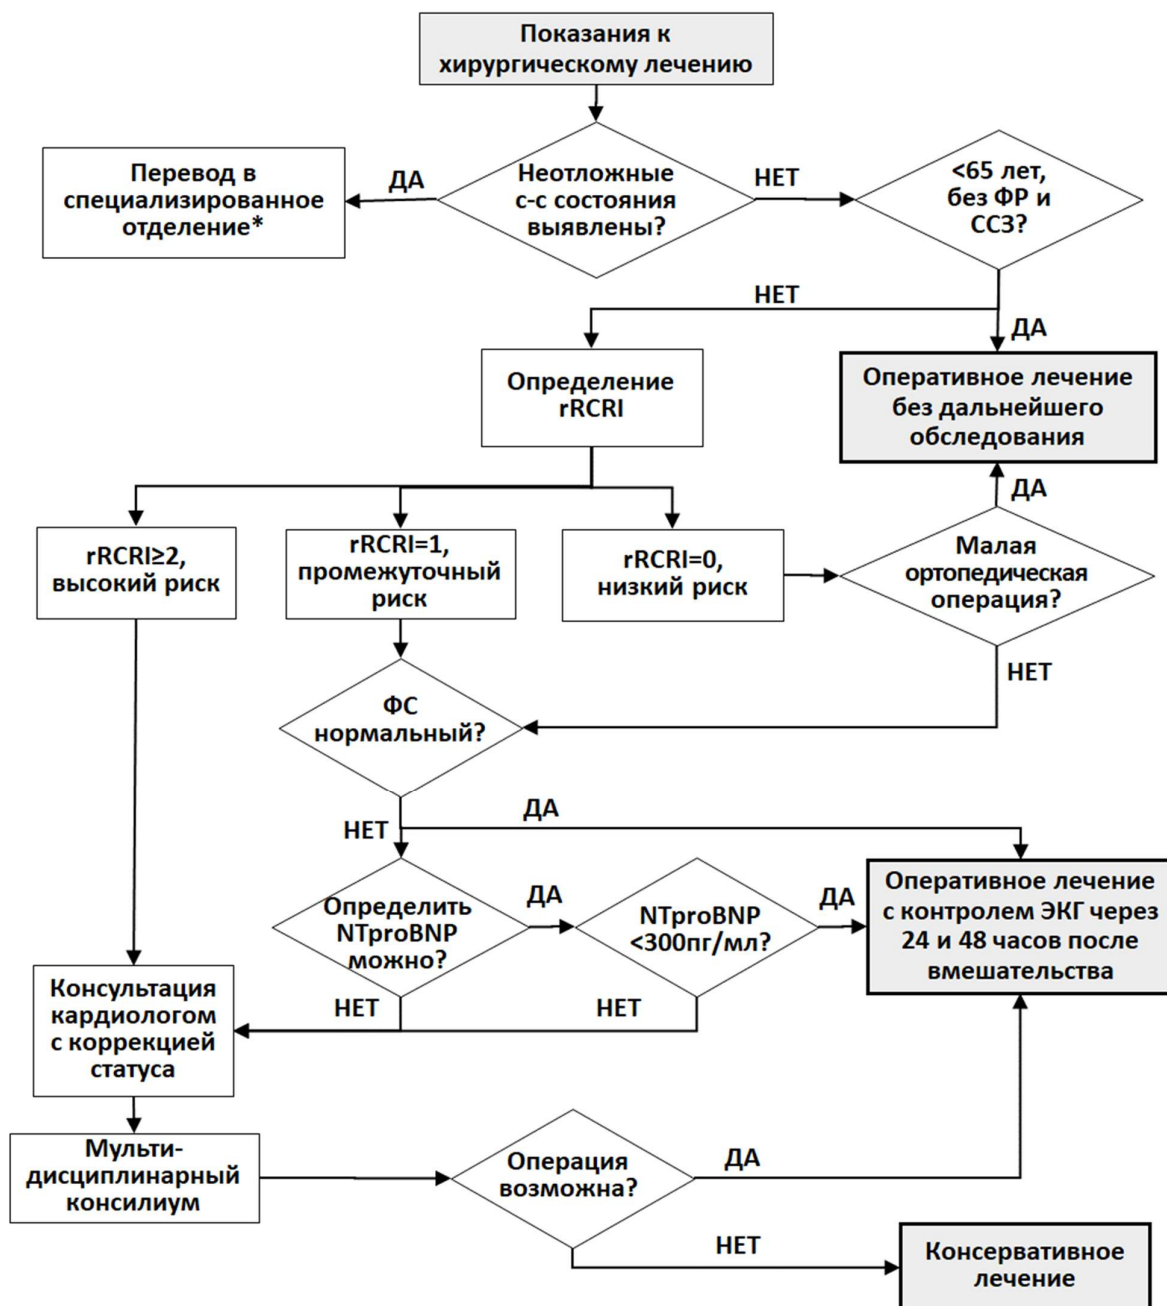 Показания к
хирургическому лечению
Перевод в
специализированное
отделение*
ДА
Неотложные
с-с состояния
выявлены?
НЕТ
<65 лет,
без ФР и
ССЗ?
НЕТ
ДА
Определение
rRCRI
Оперативное лечение
без дальнейшего
обследования
ДА
rRCRI≥2,
высокий риск
rRCRI=1,
промежуточный
риск
rRCRI=0,
низкий риск
Малая
ортопедическая
операция?
НЕТ
ФС
нормальный?
ДА
НЕТ
Определить
NTproBNP
можно?
ДА
NTproBNP
<300пг/мл?
ДА
Оперативное лечение
с контролем ЭКГ через
24 и 48 часов после
вмешательства
НЕТ
НЕТ
Консультация
кардиологом
с коррекцией
статуса
Мульти-
дисциплинарный
консилиум
Операция
возможна?
ДА
НЕТ
Консервативное
лечение